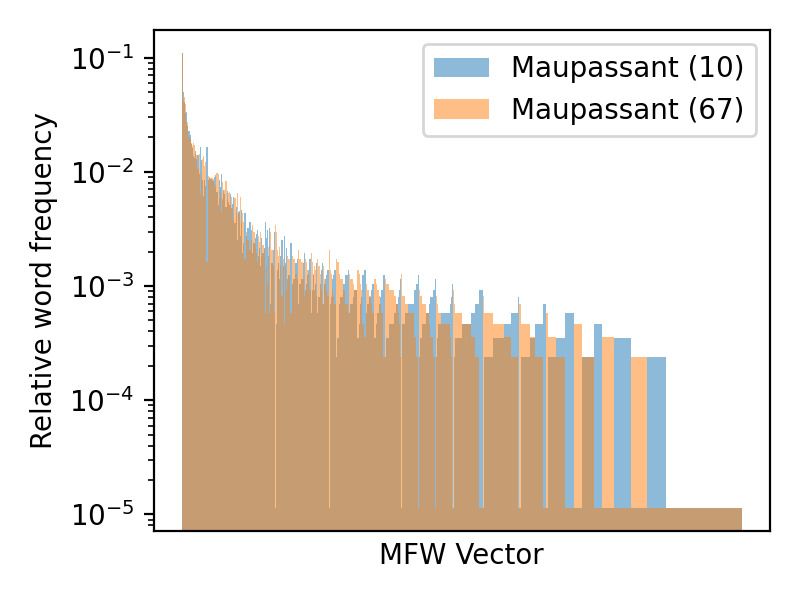 Maupassant (10)
Maupassant (67)
10⁻¹
10⁻²
10⁻³
10⁻⁴
10⁻⁵
Relative word frequency
MFW Vector